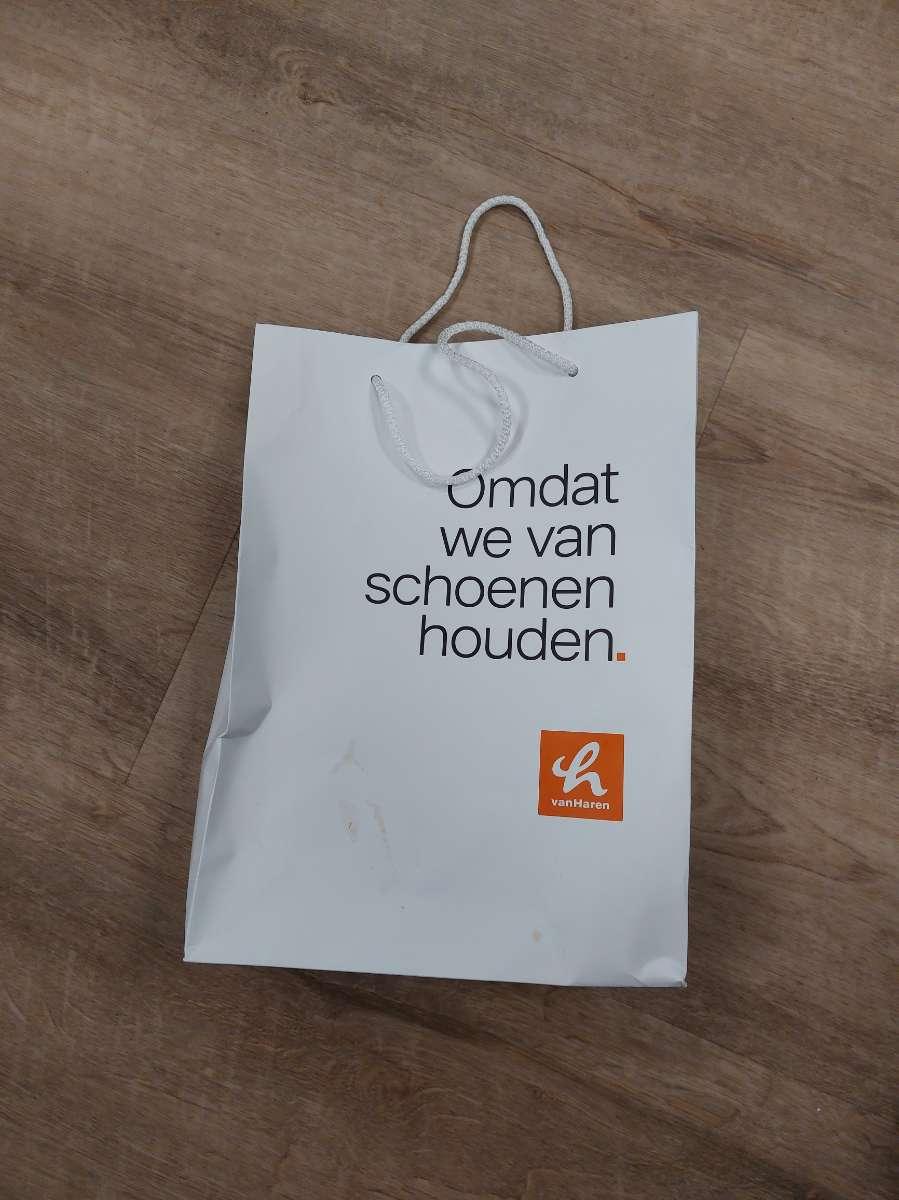 Omdat
we van
schoenen
houden.
h
vanHaren